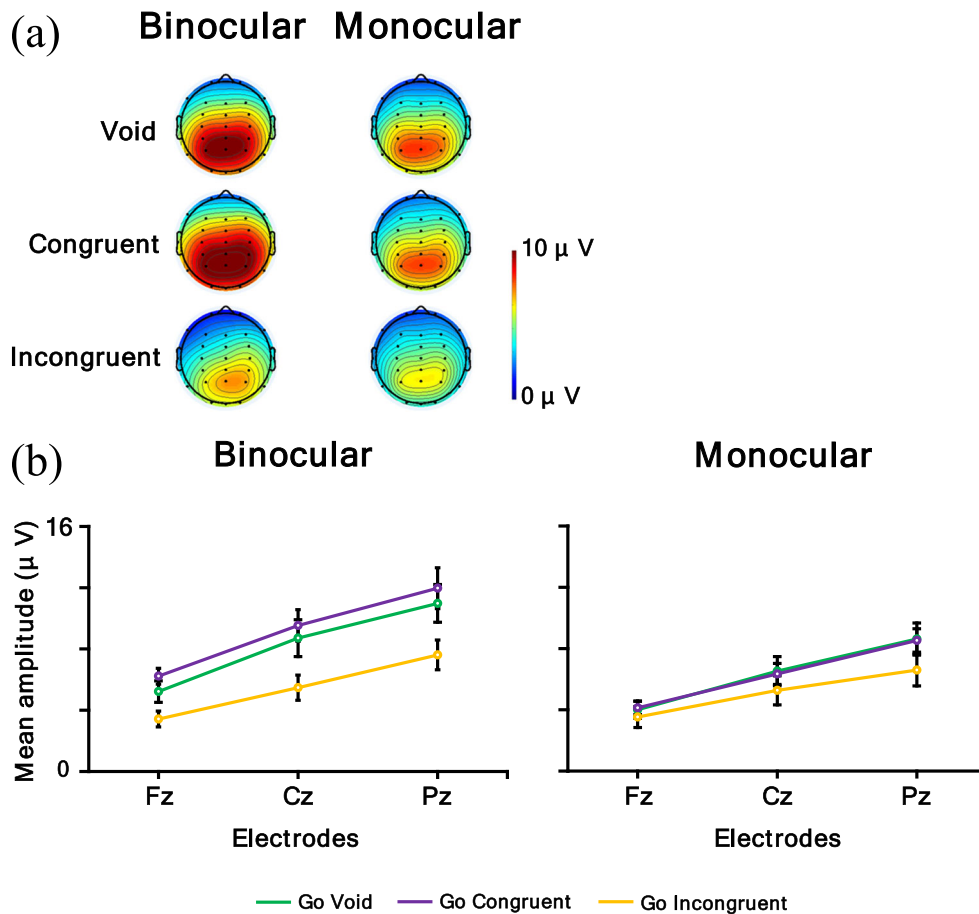 (a) Binocular Monocular
Void
Congruent
10 μ V
Incongruent
0 μ V
(b) Binocular Monocular
16
Mean amplitude (μ V)
0
Fz Cz Pz Fz Cz Pz
Electrodes Electrodes
Go Void Go Congruent Go Incongruent